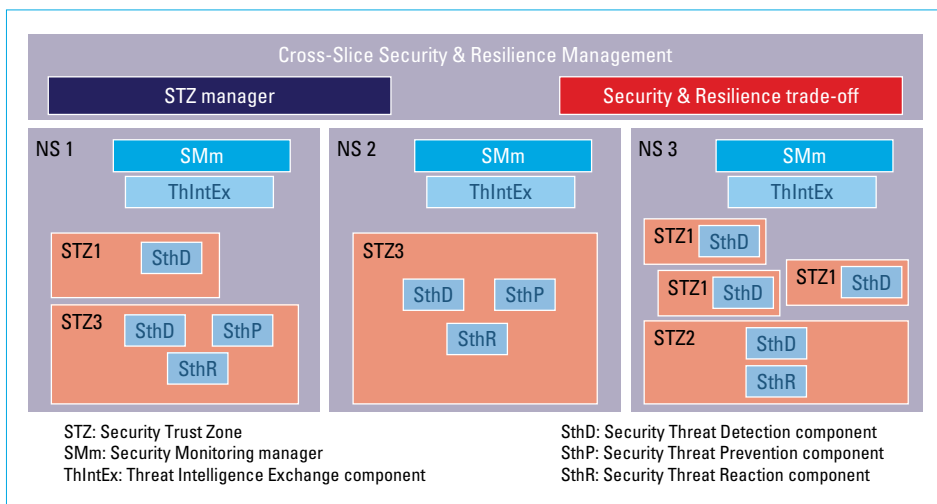 Cross-Slice Security & Resilience Management
STZ manager
Security & Resilience trade-off
NS 1
SMm
ThIntEx
STZ1
SthD
STZ3
SthD
SthP
SthR
NS 2
SMm
ThIntEx
STZ3
SthD
SthP
SthR
NS 3
SMm
ThIntEx
STZ1
SthD
STZ1
SthD
STZ1
SthD
STZ2
SthD
SthR
STZ: Security Trust Zone
SMm: Security Monitoring manager
ThIntEx: Threat Intelligence Exchange component
SthD: Security Threat Detection component
SthP: Security Threat Prevention component
SthR: Security Threat Reaction component